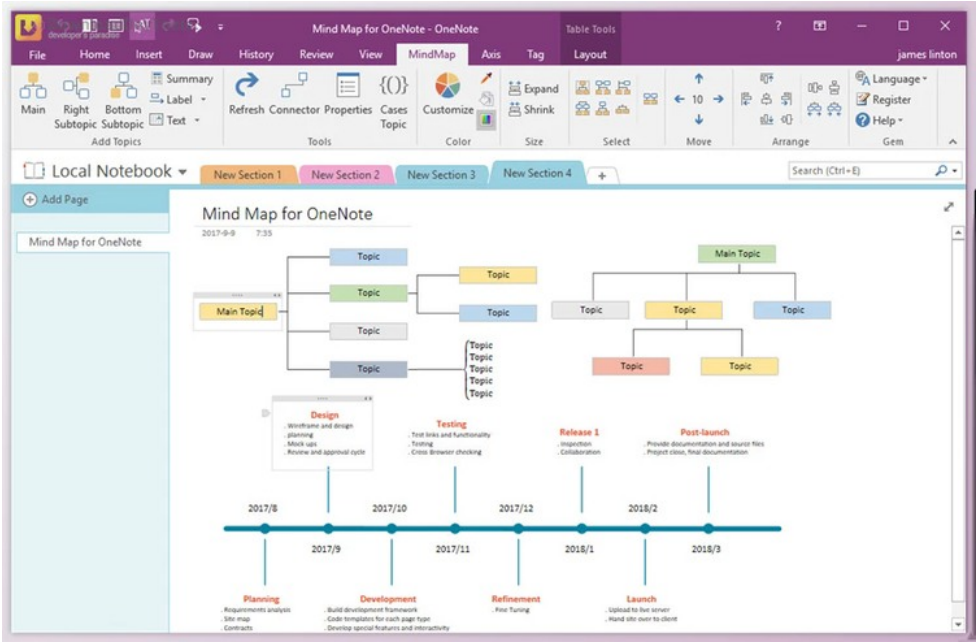 developer's paradise
Mind Map for OneNote - OneNote
Table Tools
?
File Home Insert Draw History Review View MindMap Axis Tag Layout
james linton
Main
Right Subtopic
Bottom Subtopic
Summary
Label
Text
Add Topics
Refresh
Connector
Properties
Cases Topic
Tools
Customize
Color
Expand
Shrink
Size
Select
10
Move
Arrange
Language
Register
Help
Gem
Local Notebook
New Section 1
New Section 2
New Section 3
New Section 4
+
Search (Ctrl+E)
Add Page
Mind Map for OneNote
Mind Map for OneNote
2017-9-9 7:35
Main Topic
Topic
Topic
Topic
Topic
Topic
Topic
Topic
Topic
Topic
Topic
Topic
Main Topic
Topic
Topic
Topic
Topic
Topic
Design
. Wireframe and design
. planning
. Mock ups
. Review and approval cycle
Testing
. Test links and functionality
. Testing
. Cross Browser checking
Release 1
. Inspection
. Collaboration
Post-launch
. Provide documentation and source files
. Project close, final documentation
2017/8
2017/10
2017/12
2018/2
2017/9
2017/11
2018/1
2018/3
Planning
. Requirements analysis
. Site map
. Contracts
Development
. Build development framework
. Code templates for each page type
. Develop special features and interactivity
Refinement
. Fine Tuning
Launch
. Upload to live server
. Hand site over to client